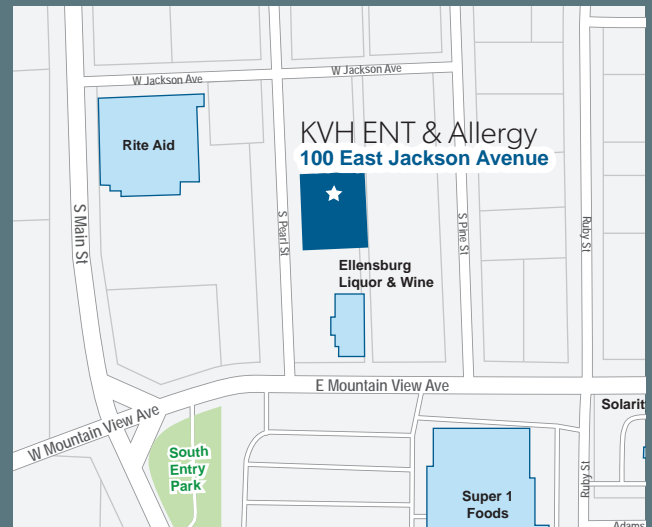 W Jackson Ave
W Jackson Ave
Rite Aid
KVH ENT & Allergy
100 East Jackson Avenue
S Main St
S Pearl St
S Pine St
Ruby St
Ellensburg
Liquor & Wine
E Mountain View Ave
W Mountain View Ave
Solarit
South
Entry
Park
Super 1
Foods
Ruby St
Adams